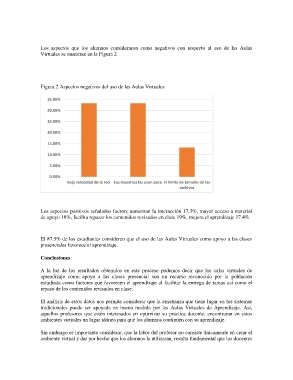 Los aspectos que los alumnos consideraron como negativos con respecto al uso de las Aulas
Virtuales se muestran en la Figura 2
Figura 2 Aspectos negativos del uso de las Aulas Virtuales
35.00%
30.00%
25.00%
20.00%
15.00%
10.00%
5.00%
0.00%
Baja velocidad de la red Los maestros las usan poco El límite de tamaño de los
archivos
Los aspectos positivos señalados fueron; aumentan la interacción 17.3%, mayor acceso a material
de apoyo 18%, facilita repasar los contenidos revisados en clase 19%, mejora el aprendizaje 17.4%
El 87.5% de los estudiantes consideran que el uso de las Aulas Virtuales como apoyo a las clases
presenciales favorece el aprendizaje.
Conclusiones
A la luz de los resultados obtenidos en este proceso podemos decir que las aulas virtuales de
aprendizaje como apoyo a las clases presencial son un recurso reconocido por la población
estudiada como factores que favorecen el aprendizaje al facilitar la entrega de tareas así como el
repaso de los contenidos revisados en clase.
El análisis de estos datos nos permite considerar que la enseñanza que tiene lugar en los sistemas
tradicionales puede ser apoyada en buena medida por las Aulas Virtuales de Aprendizaje. Así,
aquellos profesores que estén interesados en optimizar su práctica docente, encontraran en estos
ambientes virtuales un lugar idóneo para que los alumnos continúen con su aprendizaje.
Sin embargo es importante considerar, que la labor del profesor no consiste únicamente en crear el
ambiente virtual y dar por hecho que los alumnos la utilizarán, resulta fundamental que los docentes